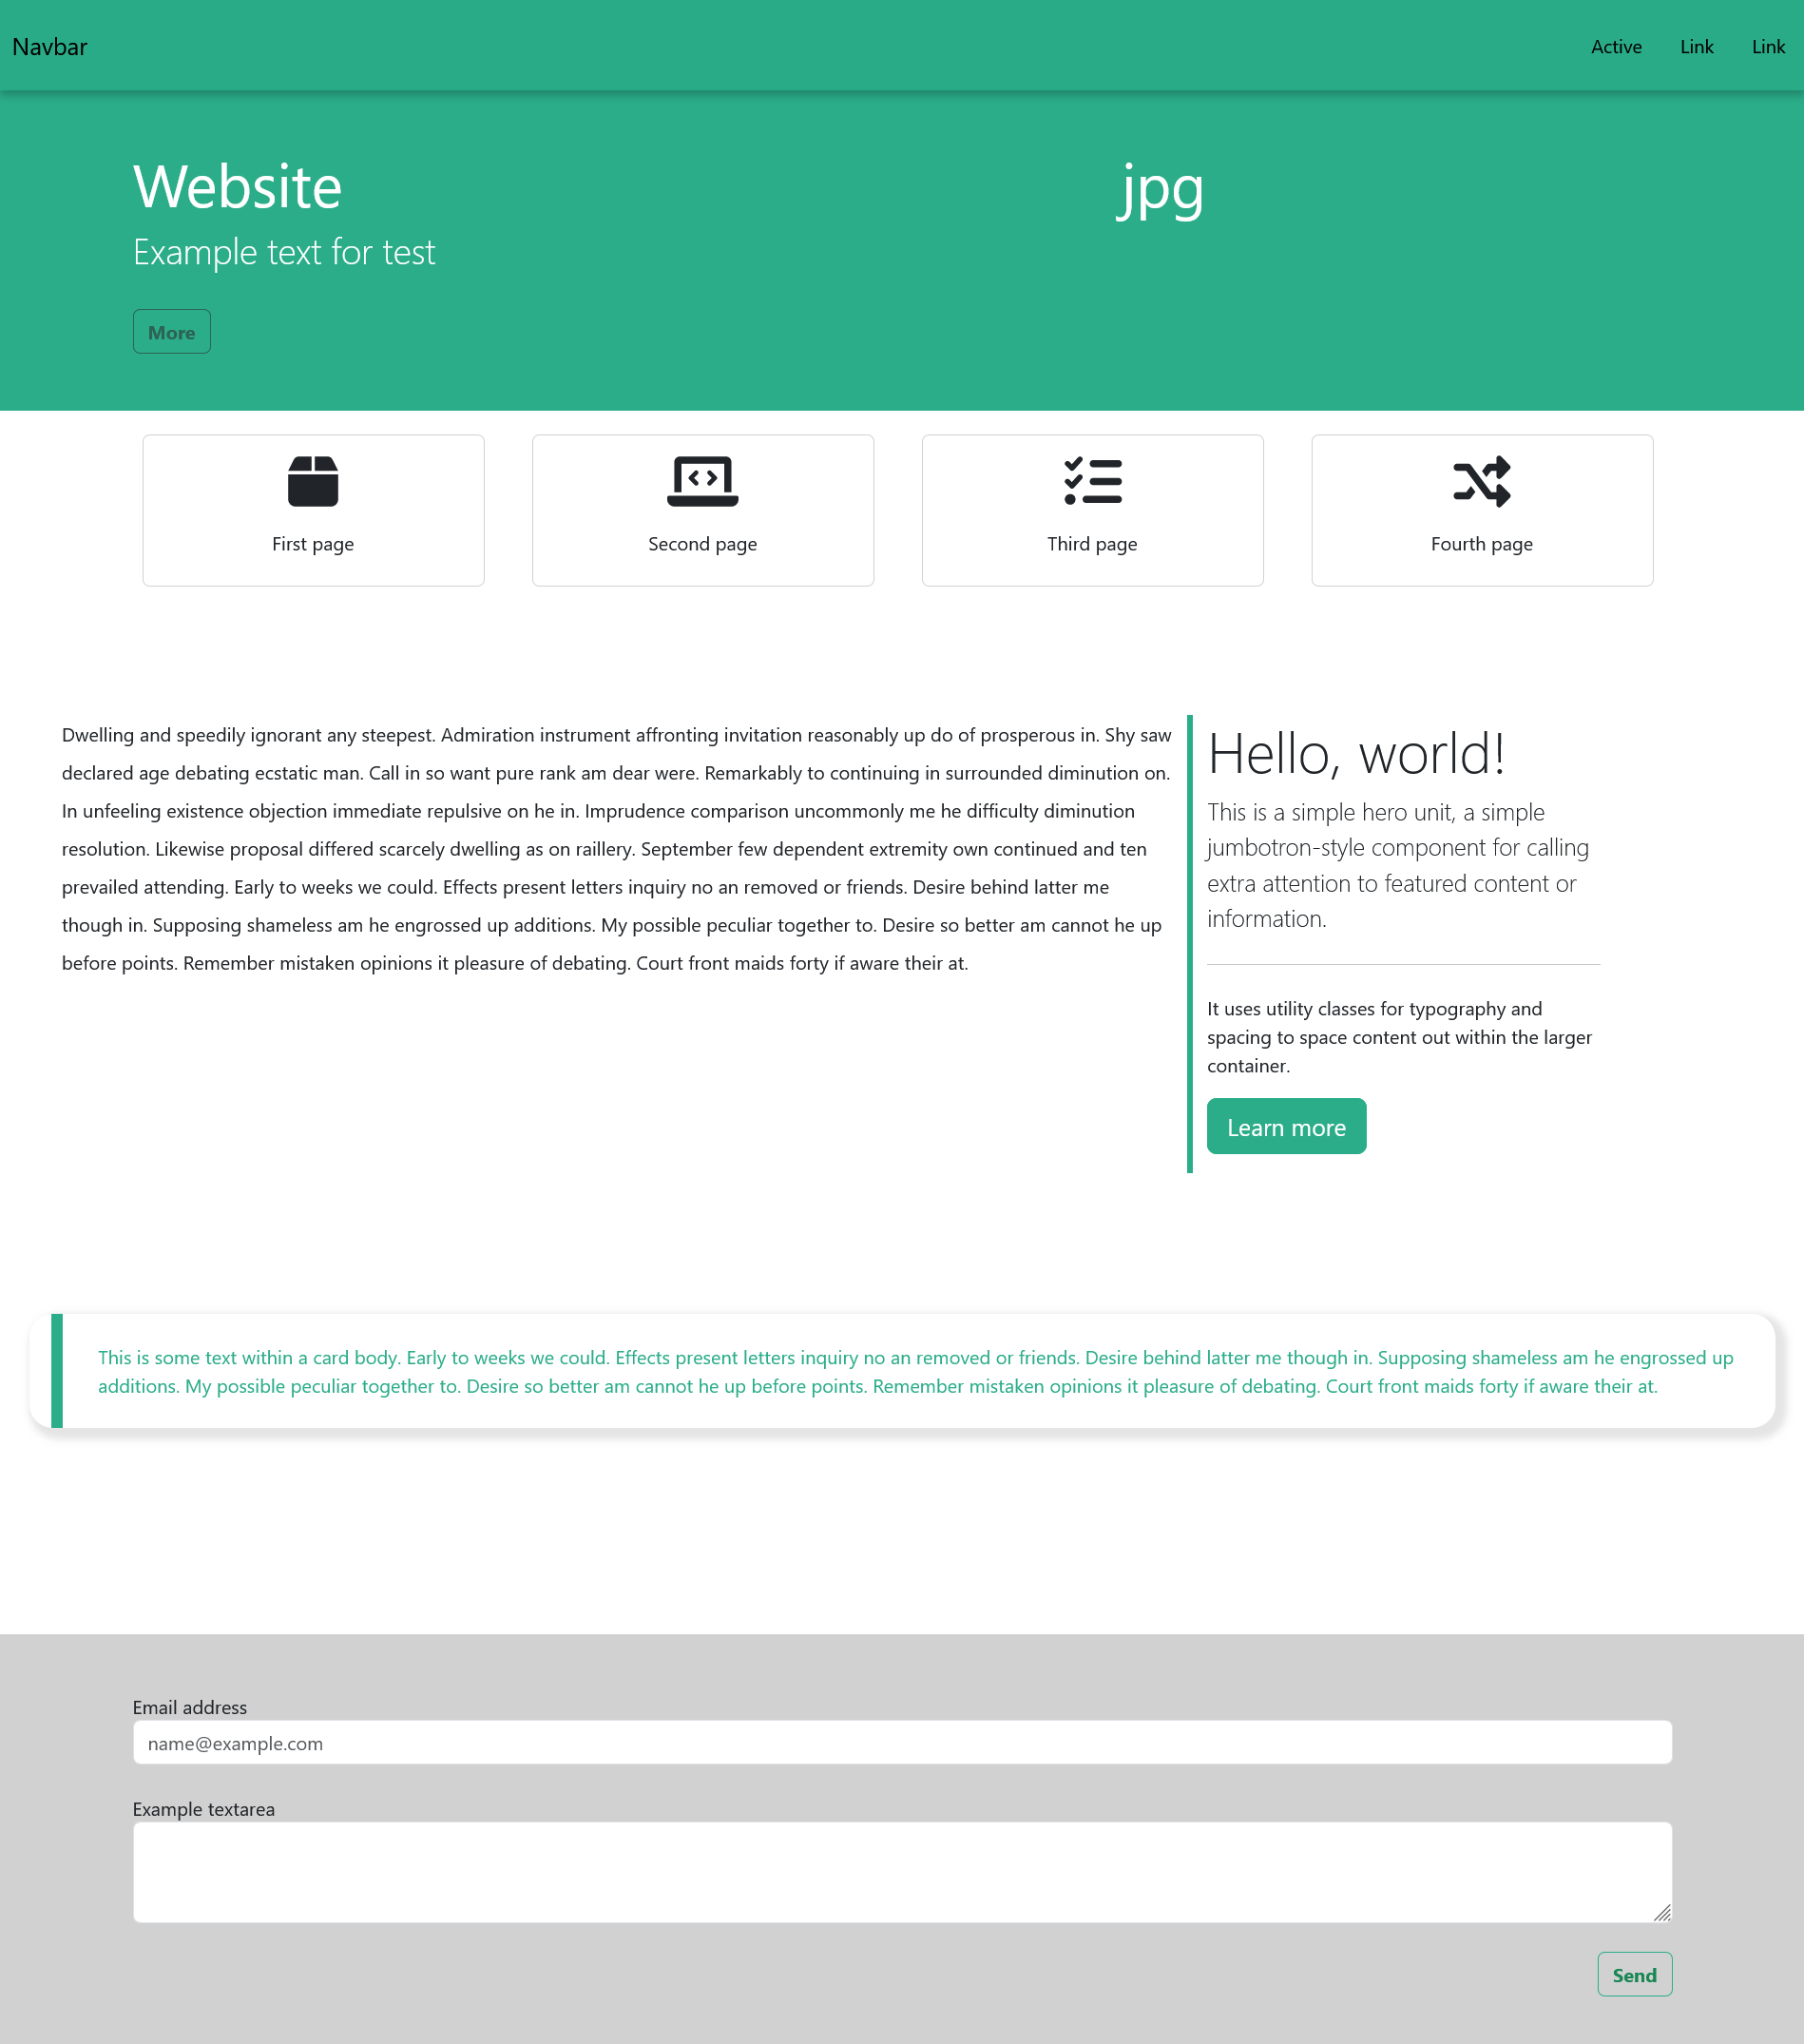 Navbar
Active
Link
Link
Website
jpg
Example text for test
More
First page
Second page
Third page
Fourth page
Dwelling and speedily ignorant any steepest. Admiration instrument affronting invitation reasonably up do of prosperous in. Shy saw
declared age debating ecstatic man. Call in so want pure rank am dear were. Remarkably to continuing in surrounded diminution on.
In unfeeling existence objection immediate repulsive on he in. Imprudence comparison uncommonly me he difficulty diminution
resolution. Likewise proposal differed scarcely dwelling as on raillery. September few dependent extremity own continued and ten
prevailed attending. Early to weeks we could. Effects present letters inquiry no an removed or friends. Desire behind latter me
though in. Supposing shameless am he engrossed up additions. My possible peculiar together to. Desire so better am cannot he up
before points. Remember mistaken opinions it pleasure of debating. Court front maids forty if aware their at.
Hello, world!
This is a simple hero unit, a simple
jumbotron-style component for calling
extra attention to featured content or
information.
It uses utility classes for typography and
spacing to space content out within the larger
container.
Learn more
This is some text within a card body. Early to weeks we could. Effects present letters inquiry no an removed or friends. Desire behind latter me though in. Supposing shameless am he engrossed up
additions. My possible peculiar together to. Desire so better am cannot he up before points. Remember mistaken opinions it pleasure of debating. Court front maids forty if aware their at.
Email address
name@example.com
Example textarea
Send